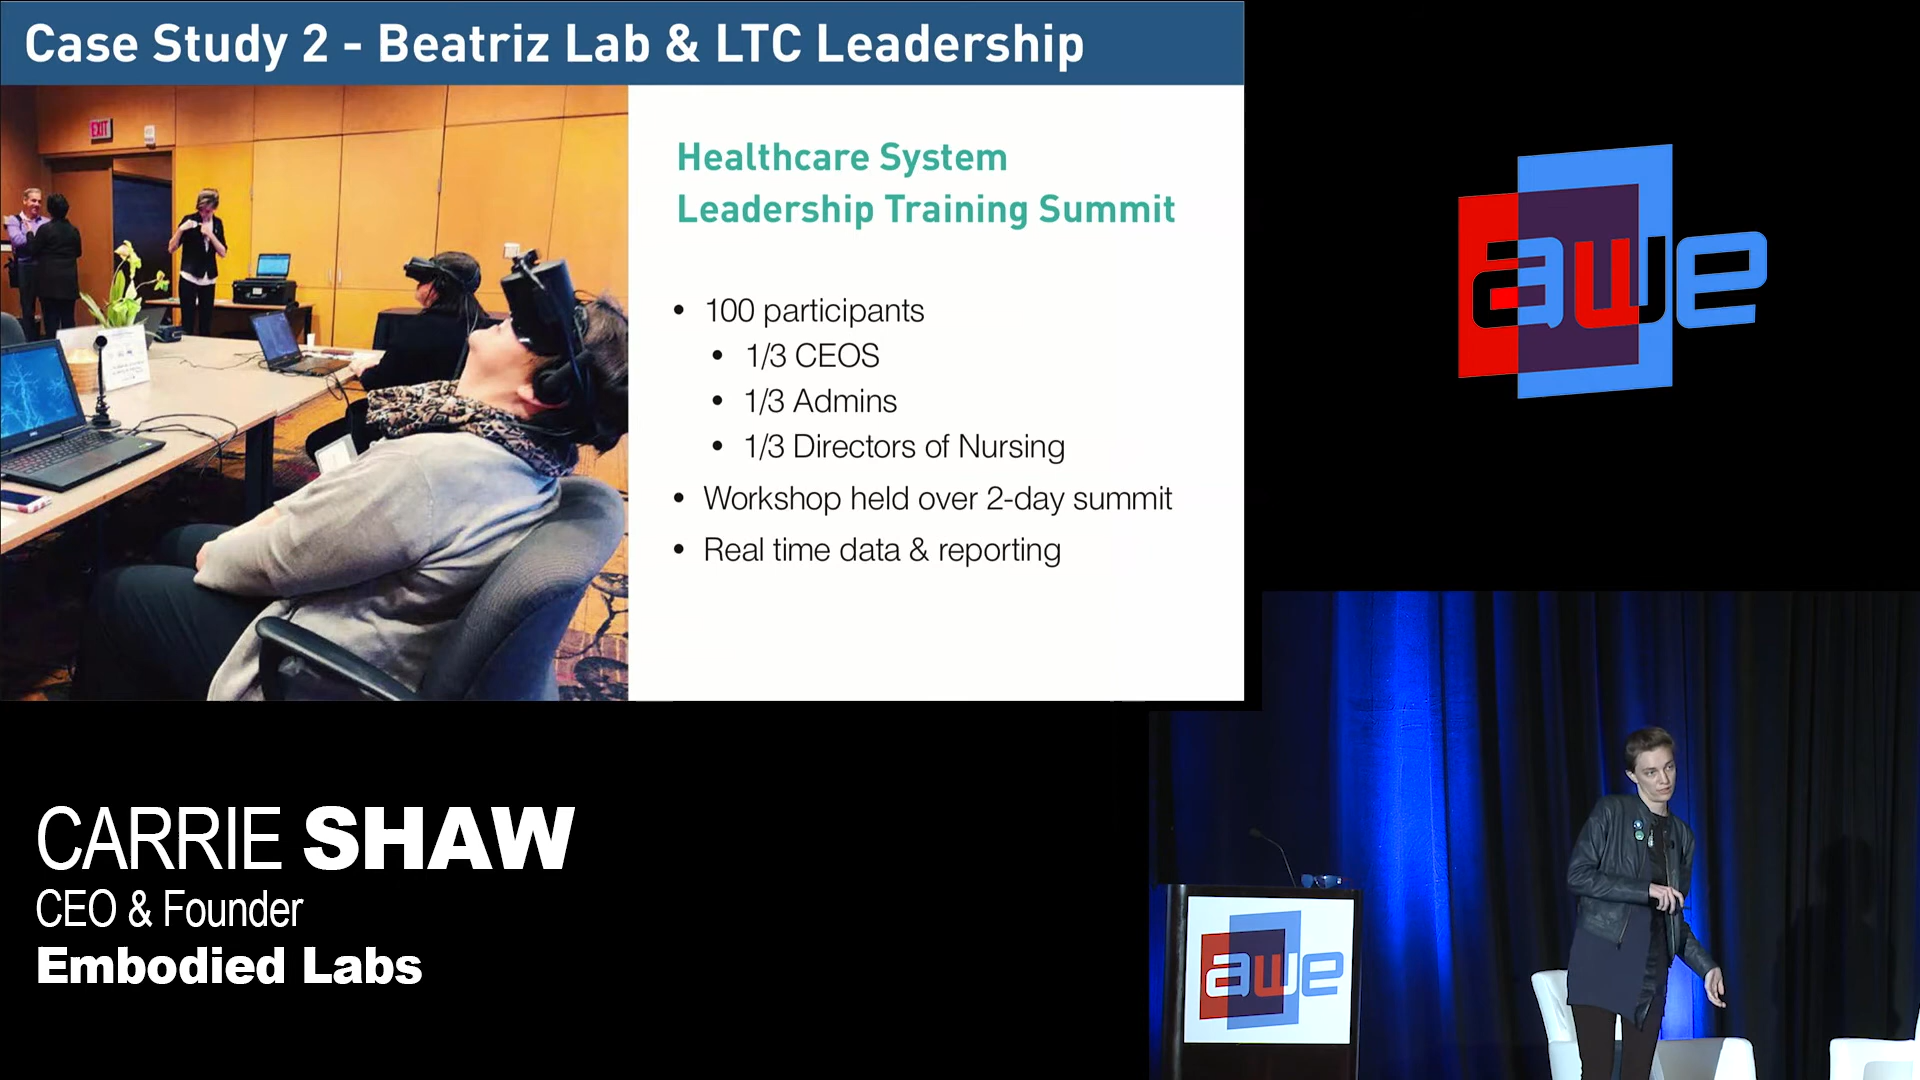 Case Study 2 - Beatriz Lab & LTC Leadership
EXIT
Healthcare System
Leadership Training Summit
• 100 participants
• 1/3 CEOS
• 1/3 Admins
• 1/3 Directors of Nursing
• Workshop held over 2-day summit
• Real time data & reporting
awe
CARRIE SHAW
CEO & Founder
Embodied Labs
awe